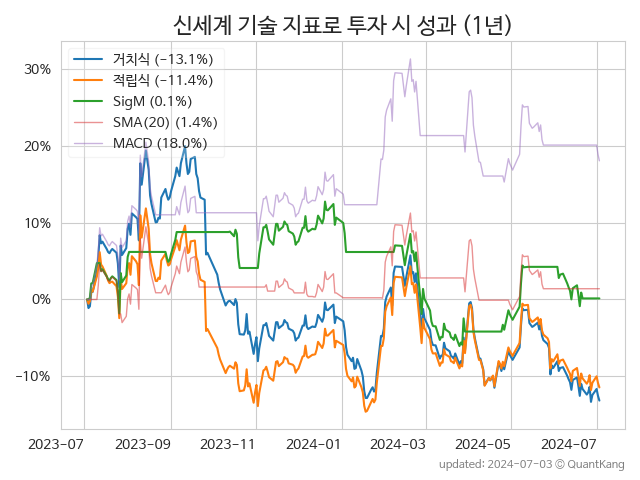 신세계 기술 지표로 투자 시 성과 (1년)
거치식 (−13.1%)
적립식 (−11.4%)
SigM (0.1%)
SMA(20) (1.4%)
MACD (18.0%)
30%
20%
10%
0%
−10%
2023-07 2023-09 2023-11 2024-01 2024-03 2024-05 2024-07
updated: 2024-07-03 © QuantKang